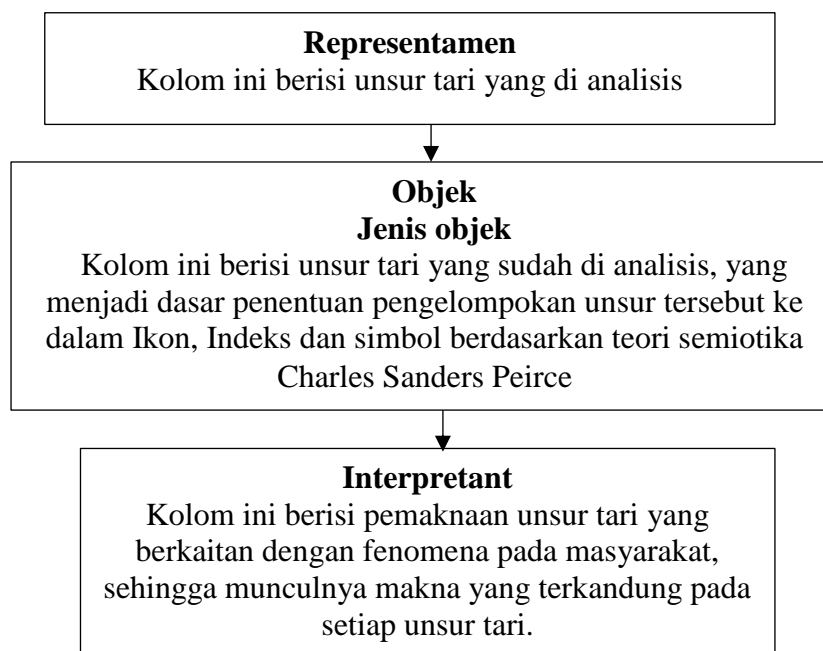 Representamen
Kolom ini berisi unsur tari yang di analisis
Objek
Jenis objek
Kolom ini berisi unsur tari yang sudah di analisis, yang
menjadi dasar penentuan pengelompokan unsur tersebut ke
dalam Ikon, Indeks dan simbol berdasarkan teori semiotika
Charles Sanders Peirce
Interpretant
Kolom ini berisi pemaknaan unsur tari yang
berkaitan dengan fenomena pada masyarakat,
sehingga munculnya makna yang terkandung pada
setiap unsur tari.